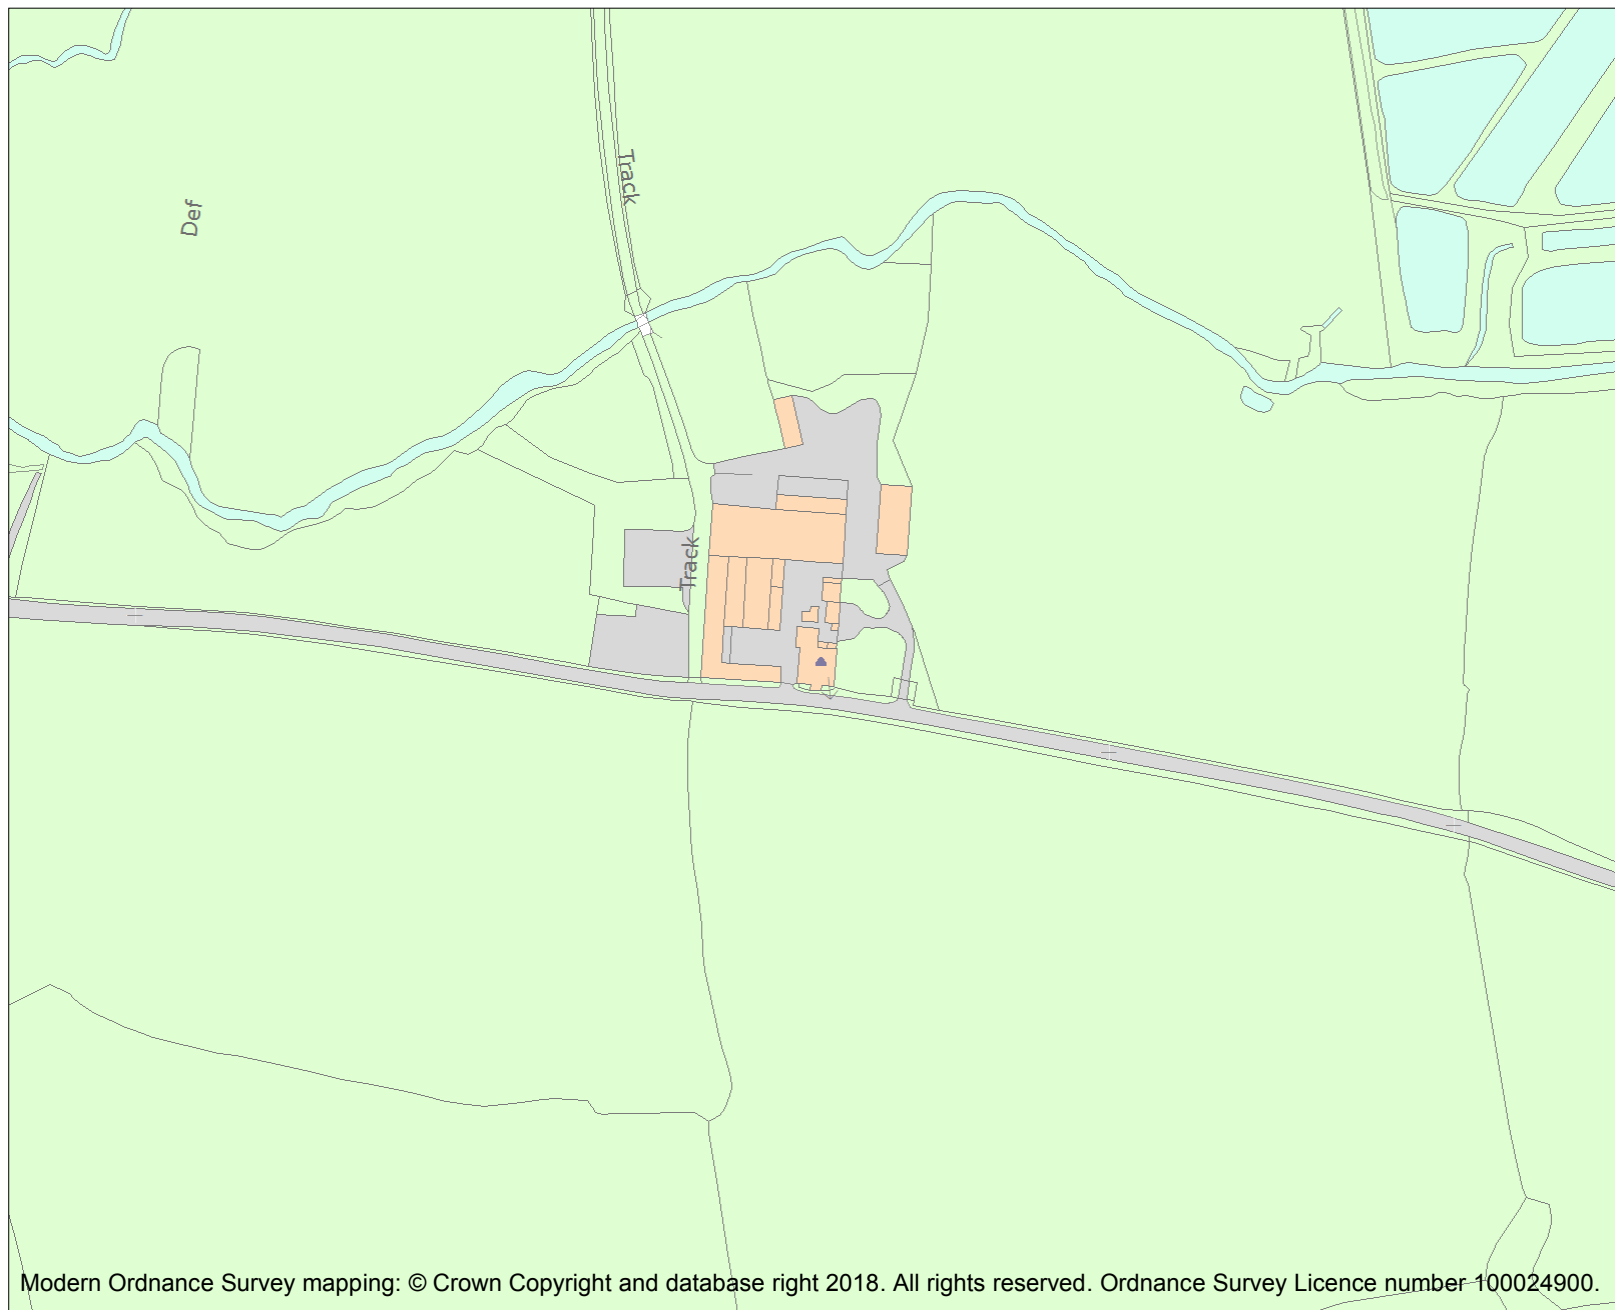 Track
Def
Track
Modern Ordnance Survey mapping: © Crown Copyright and database right 2018. All rights reserved. Ordnance Survey Licence number 100024900.